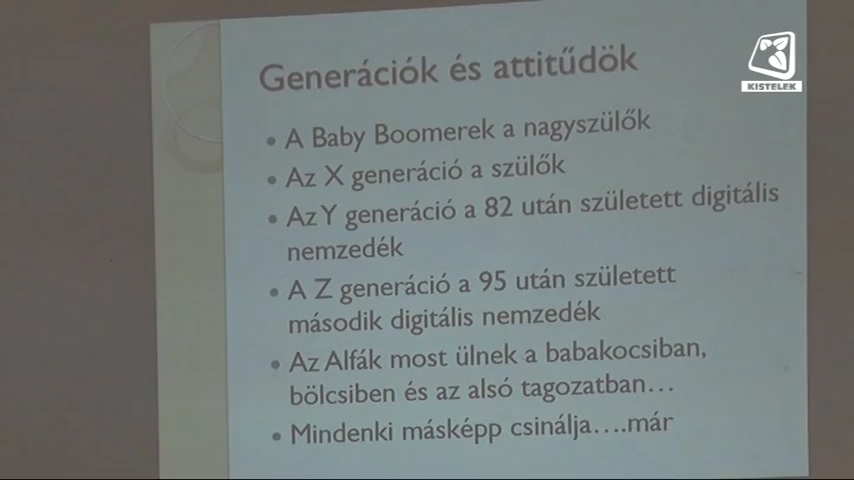 Generációk és attitűdök
KISTELEK
• A Baby Boomerek a nagyszülők
• Az X generáció a szülők
• Az Y generáció a 82 után született digitális
nemzedék
• A Z generáció a 95 után született
második digitális nemzedék
• Az Alfák most ülnek a babakocsiban,
bölcsiben és az alsó tagozatban…
• Mindenki másképp csinálja….már